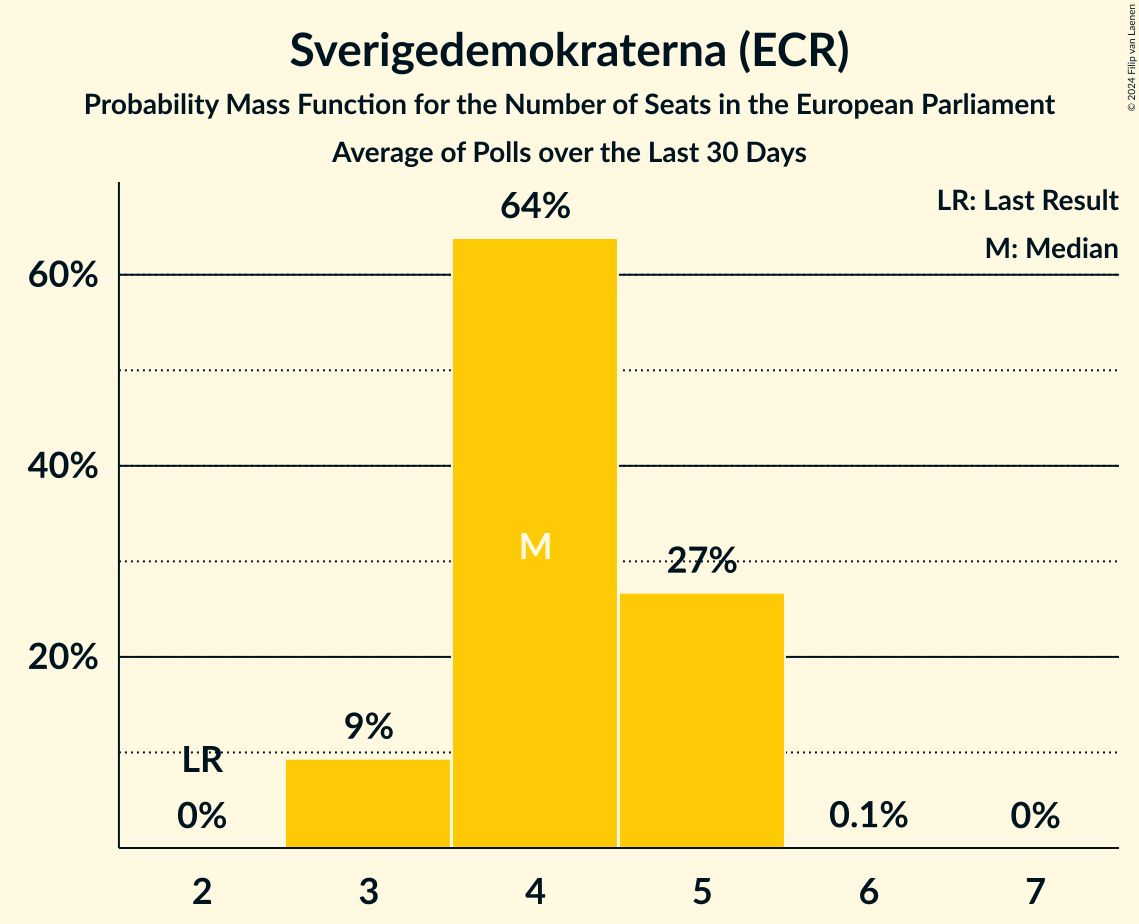 Sverigedemokraterna (ECR)
Probability Mass Function for the Number of Seats in the European Parliament
Average of Polls over the Last 30 Days
© 2024 Filip van Laenen
LR: Last Result
M: Median
64%
60%
40%
M
27%
20%
9%
LR
0%
0.1%
0%
2 3 4 5 6 7